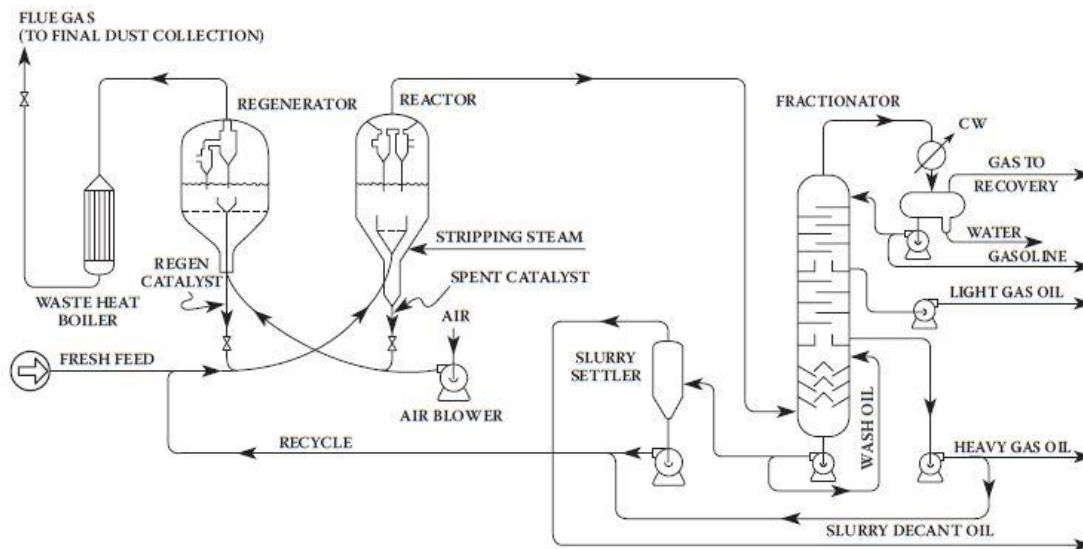 FLUE GAS
(TO FINAL DUST COLLECTION)
REGENERATOR
REACTOR
FRACTIONATOR
CW
GAS TO
RECOVERY
WATER
GASOLINE
STRIPPING STEAM
REGEN
CATALYST
SPENT CATALYST
LIGHT GAS OIL
WASTE HEAT
BOILER
AIR
SLURRY
SETTLER
FRESH FEED
AIR BLOWER
WASH OIL
RECYCLE
HEAVY GAS OIL
SLURRY DECANT OIL